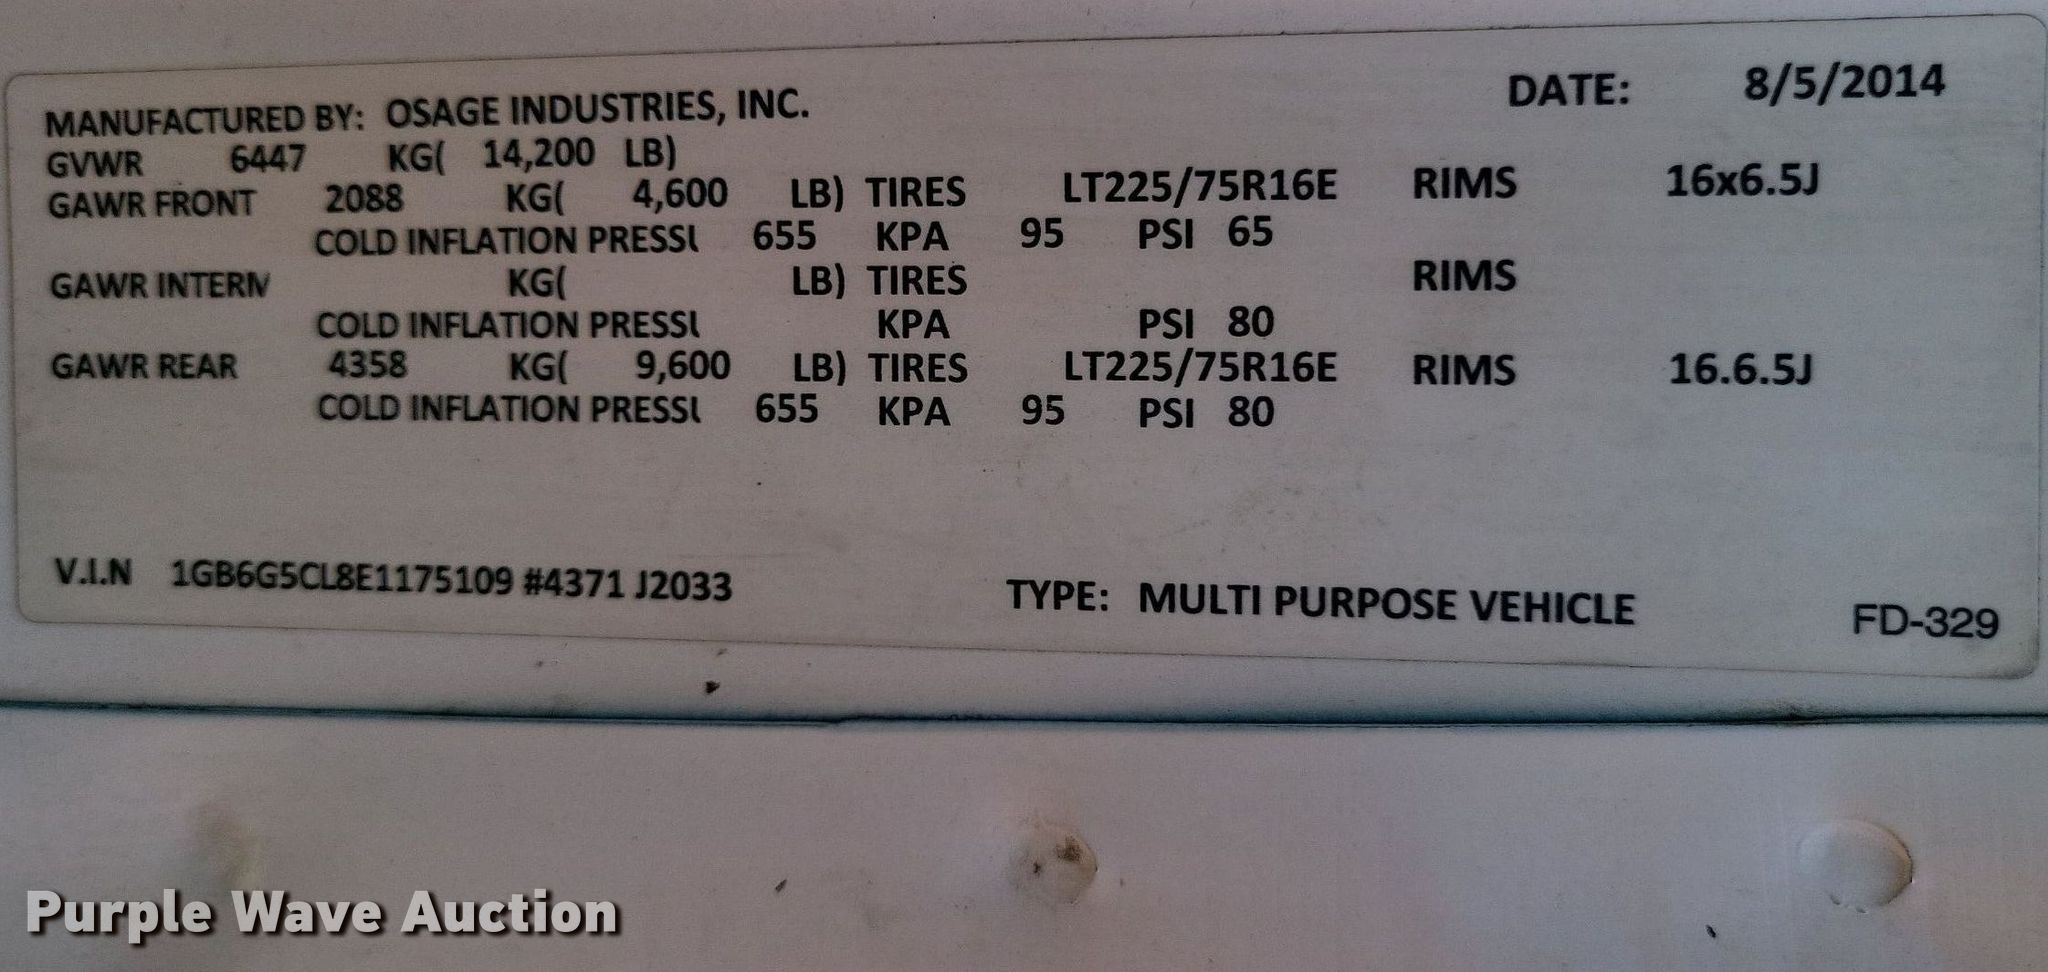 MANUFACTURED BY: OSAGE INDUSTRIES, INC. DATE: 8/5/2014
GVWR 6447 KG( 14,200 LB)
GAWR FRONT 2088 KG( 4,600 LB) TIRES LT225/75R16E RIMS 16x6.5J
COLD INFLATION PRESSU 655 KPA 95 PSI 65
GAWR INTERM KG( LB) TIRES RIMS
COLD INFLATION PRESSU KPA PSI 80
GAWR REAR 4358 KG( 9,600 LB) TIRES LT225/75R16E RIMS 16.6.5J
COLD INFLATION PRESSU 655 KPA 95 PSI 80
V.I.N 1GB6G5CL8E1175109 #4371 J2033 TYPE: MULTI PURPOSE VEHICLE FD-329
Purple Wave Auction